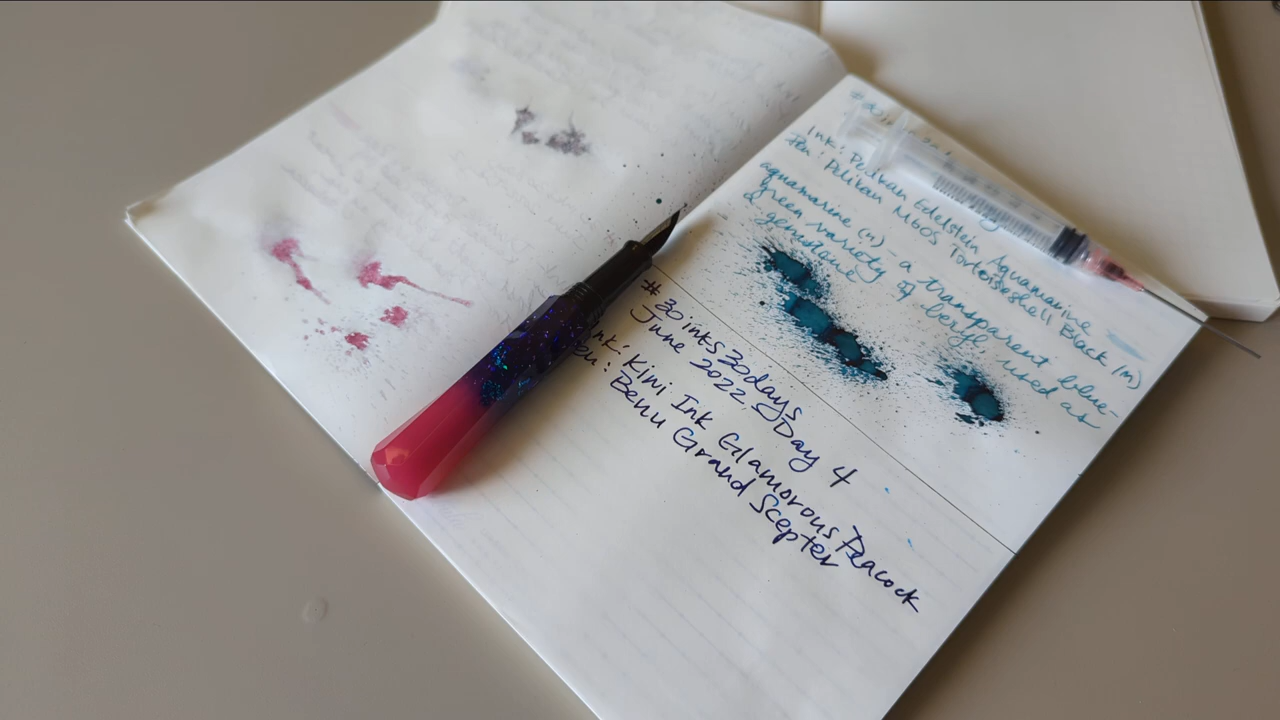 Ink: Pelikan Edelstein Aquamarine
Pen: Pelikan M605 Tortoiseshell Black (M)
aquamarine (n) - a transparent blue-
green variety of beryl used as
a gemstone
#30inks30days
June 2022, Day 4
Ink: Kiwi Ink Glamorous Peacock
Pen: Benu Grand Scepter